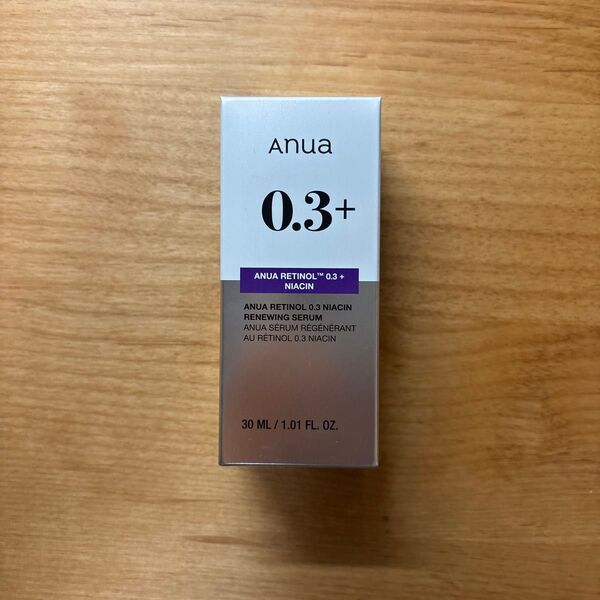 Anua
0.3+
ANUA RETINOL™ 0.3 +
NIACIN
ANUA RETINOL 0.3 NIACIN
RENEWING SERUM
ANUA SÉRUM RÉGÉNÉRANT
AU RÉTINOL 0.3 NIACIN
30 ML / 1.01 FL. OZ.